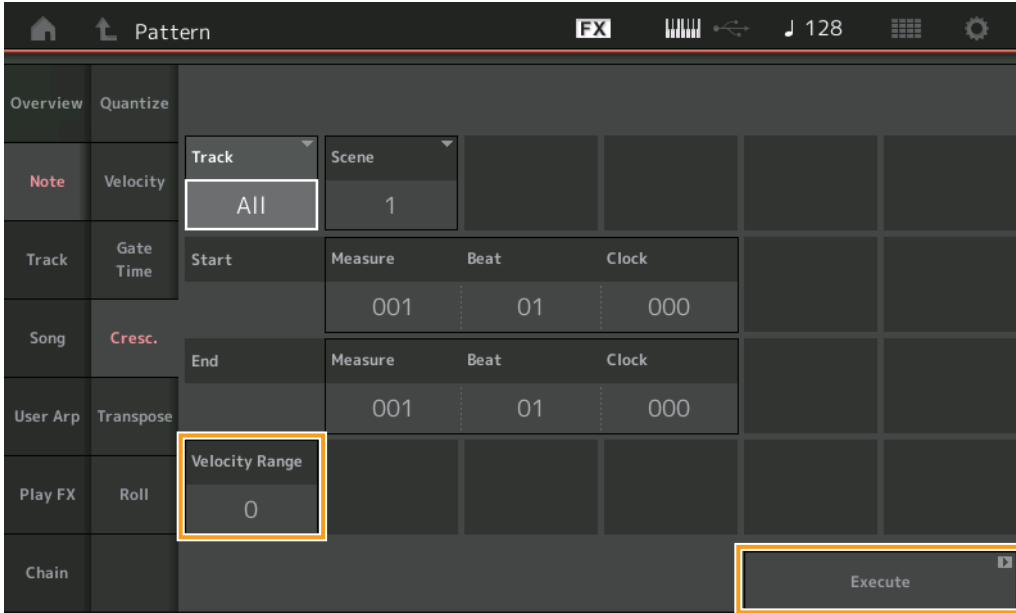 Pattern
FX
♩ 128
Overview
Quantize
Track
Scene
Note
Velocity
All
1
Track
Gate
Time
Start
Measure
Beat
Clock
001
01
000
Song
Cresc.
End
Measure
Beat
Clock
User Arp
Transpose
001
01
000
Velocity Range
Play FX
Roll
0
Chain
Execute